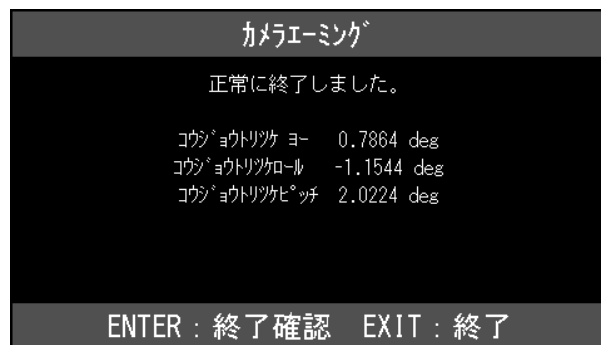 カメラエーミング
正常に終了しました。
コウジョウトリツケ ヨー 0.7864 deg
コウジョウトリツケロール -1.1544 deg
コウジョウトリツケピッチ 2.0224 deg
ENTER:終了確認 EXIT:終了